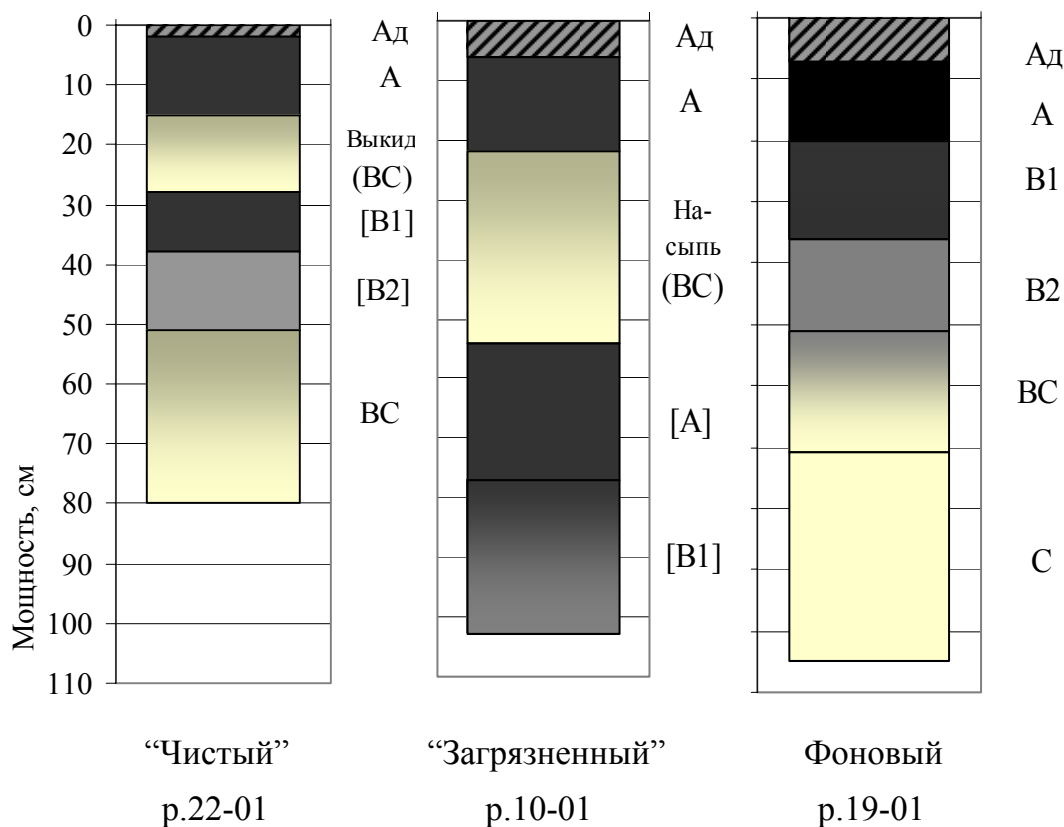 Мощность, см
0
10
20
30
40
50
60
70
80
90
100
110
Ад
А
Выкид
(ВС)
[В1]
[В2]
ВС
“Чистый”
р.22-01
Ад
А
На-
сыпь
(ВС)
[А]
[В1]
“Загрязненный”
р.10-01
Ад
А
В1
В2
ВС
С
Фоновый
р.19-01